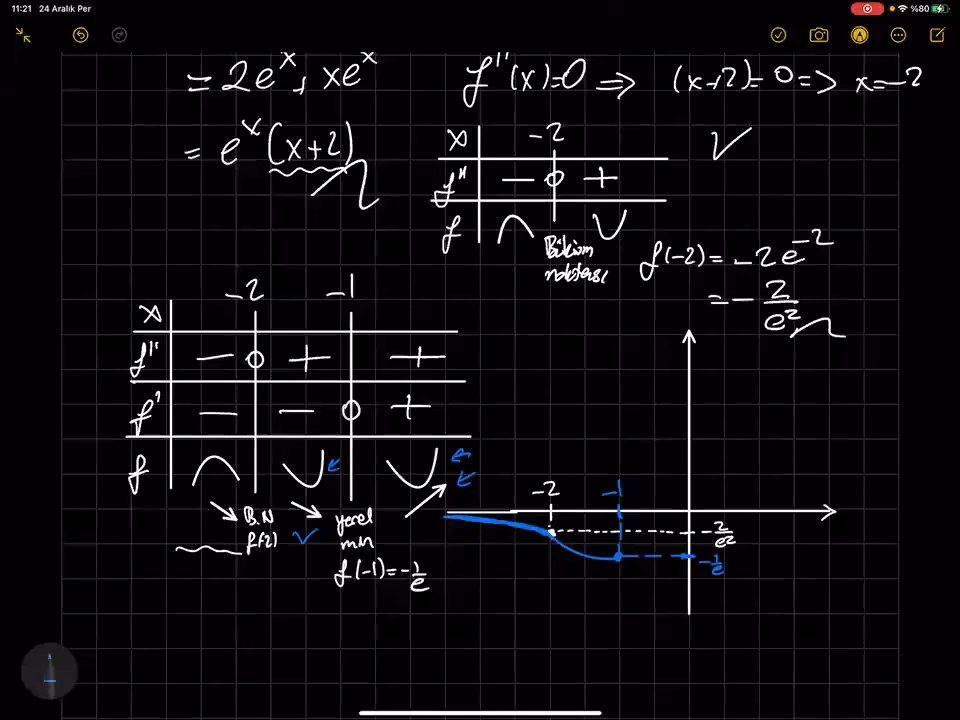 11:21 24 Aralık Per %80
= 2eˣ + xeˣ
f''(x)=0 => (x+2)=0 => x=-2
= eˣ (x+2)
x -2
f'' - 0 +
f
Büküm
noktası
f(-2) = -2e⁻²
= - 2/e²
x -2 -1
f'' - 0 + +
f' - - 0 +
f
B.N
f(-2)
yerel
min
f(-1) = -1/e
-2 -1
-2/e²
-1/e